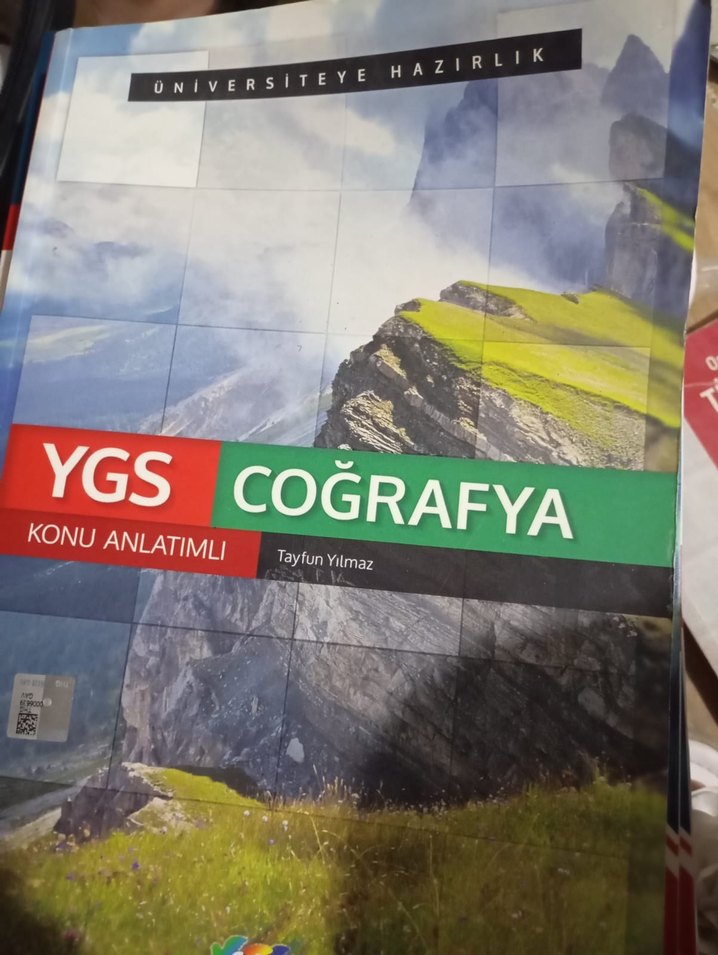 ÜNİVERSİTEYE HAZIRLIK
YGS
COĞRAFYA
KONU ANLATIMLI
Tayfun Yılmaz